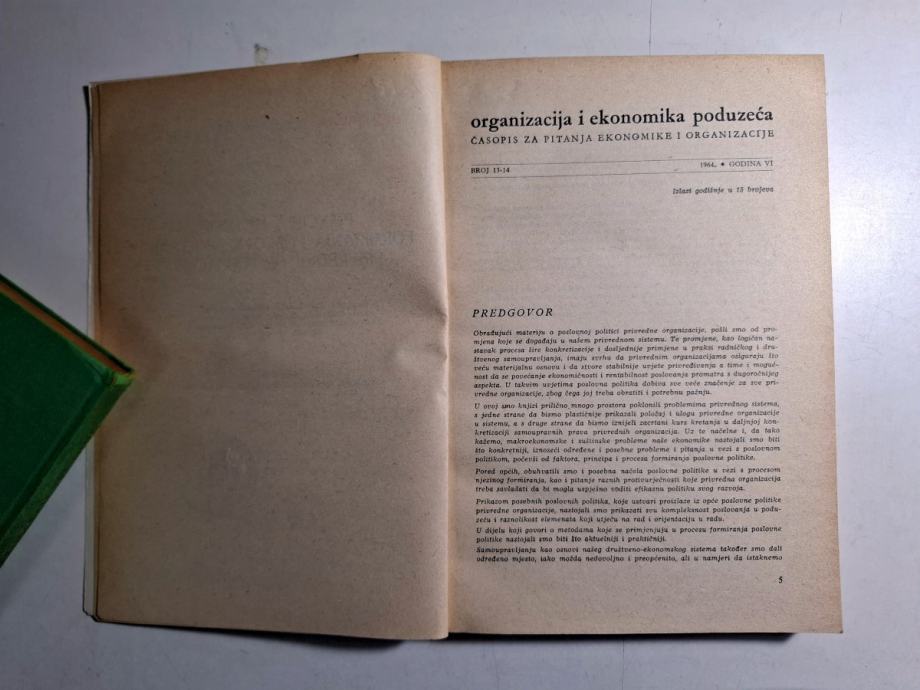 organizacija i ekonomika poduzeća
ČASOPIS ZA PITANJA EKONOMIKE I ORGANIZACIJE
BROJ 13-14
1964. ✦ GODINA VI
Izlazi godišnje u 15 brojeva
PREDGOVOR
Obrađujući materiju o poslovnoj politici privredne organizacije, pošli smo od pro-
mjena koje se događaju u našem privrednom sistemu. Te promjene, kao logičan na-
stavak procesa šire konkretizacije i dosljednije primjene u praksi radničkog i dru-
štvenog samoupravljanja, imaju svrhu da privrednim organizacijama osiguraju što
veću materijalnu osnovu i da stvore stabilnije uvjete privređivanja a time i moguć-
nost da se povećanje ekonomičnosti i rentabilnost poslovanja promatra s dugoročnijeg
aspekta. U takvim uvjetima poslovna politika dobiva sve veće značenje za sve pri-
vredne organizacije, zbog čega joj treba obratiti i potrebnu pažnju.
U ovoj smo knjizi prilično mnogo prostora poklonili problemima privrednog sistema,
s jedne strane da bismo plastičnije prikazali položaj i ulogu privredne organizacije
u sistemu, a s druge strane da bismo iznijeli zacrtani kurs kretanja u daljnjoj kon-
kretizaciji samoupravnih prava privrednih organizacija. Uz te načelne i, da tako
kažemo, makroekonomske i suštinske probleme naše ekonomike nastojali smo biti
što konkretniji, iznoseći određene i posebne probleme i pitanja u vezi s poslovnom
politikom, počevši od faktora, principa i procesa formiranja poslovne politike.
Pored općih, obuhvatili smo i posebna načela poslovne politike u vezi s procesom
njezinog formiranja, kao i pitanje raznih protivurječnosti koje privredna organizacija
treba savladati da bi mogla uspješno voditi efikasnu politiku svog razvoja.
Prikazom posebnih poslovnih politika, koje ustvari proizlaze iz opće poslovne politike
privredne organizacije, nastojali smo prikazati svu kompleksnost poslovanja u podu-
zeću i raznolikost elemenata koji utječu na rad i orijentaciju u radu.
U dijelu koji govori o metodama koje se primjenjuju u procesu formiranja poslovne
politike nastojali smo biti što aktuelniji i praktičniji.
Samoupravljanju kao osnovi našeg društveno-ekonomskog sistema također smo dali
određeno mjesto, iako možda nedovoljno i preopćenito, ali u namjeri da istaknemo
5